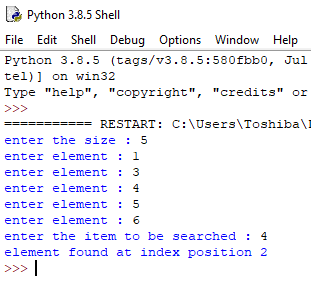 Python 3.8.5 Shell
File Edit Shell Debug Options Window Help
Python 3.8.5 (tags/v3.8.5:580fbb0, Jul
tel)] on win32
Type "help", "copyright", "credits" or
>>>
=========== RESTART: C:\Users\Toshiba\
enter the size : 5
enter element : 1
enter element : 3
enter element : 4
enter element : 5
enter element : 6
enter the item to be searched : 4
element found at index position 2
>>>